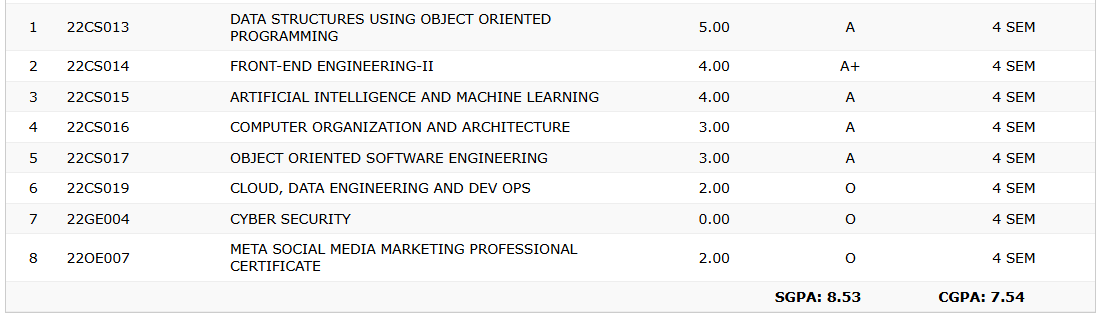 1 22CS013 DATA STRUCTURES USING OBJECT ORIENTED PROGRAMMING 5.00 A 4 SEM
2 22CS014 FRONT-END ENGINEERING-II 4.00 A+ 4 SEM
3 22CS015 ARTIFICIAL INTELLIGENCE AND MACHINE LEARNING 4.00 A 4 SEM
4 22CS016 COMPUTER ORGANIZATION AND ARCHITECTURE 3.00 A 4 SEM
5 22CS017 OBJECT ORIENTED SOFTWARE ENGINEERING 3.00 A 4 SEM
6 22CS019 CLOUD, DATA ENGINEERING AND DEV OPS 2.00 O 4 SEM
7 22GE004 CYBER SECURITY 0.00 O 4 SEM
8 22OE007 META SOCIAL MEDIA MARKETING PROFESSIONAL CERTIFICATE 2.00 O 4 SEM
SGPA: 8.53 CGPA: 7.54